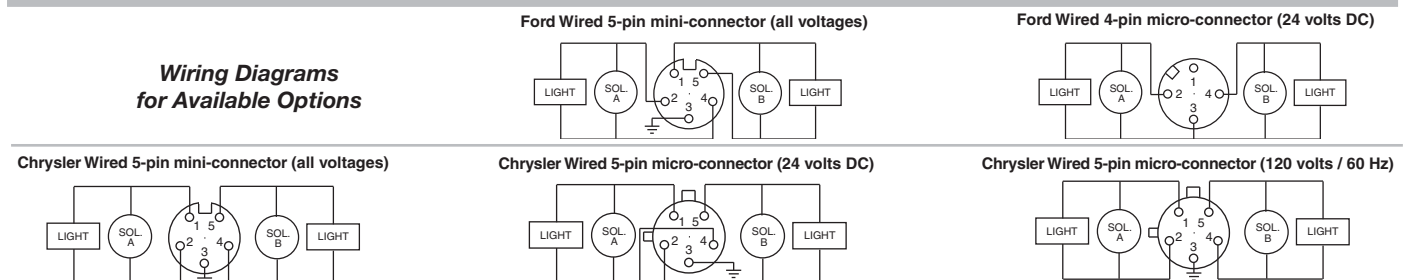 Ford Wired 5-pin mini-connector (all voltages)
Ford Wired 4-pin micro-connector (24 volts DC)
Wiring Diagrams
for Available Options
LIGHT
SOL.
A
1 5
2 4
3
SOL.
B
LIGHT
LIGHT
SOL.
A
1
2 4
3
SOL.
B
LIGHT
Chrysler Wired 5-pin mini-connector (all voltages)
Chrysler Wired 5-pin micro-connector (24 volts DC)
Chrysler Wired 5-pin micro-connector (120 volts / 60 Hz)
LIGHT
SOL.
A
1 5
2 4
3
SOL.
B
LIGHT
LIGHT
SOL.
A
1 5
2 4
3
SOL.
B
LIGHT
LIGHT
SOL.
A
1 5
2 4
3
SOL.
B
LIGHT